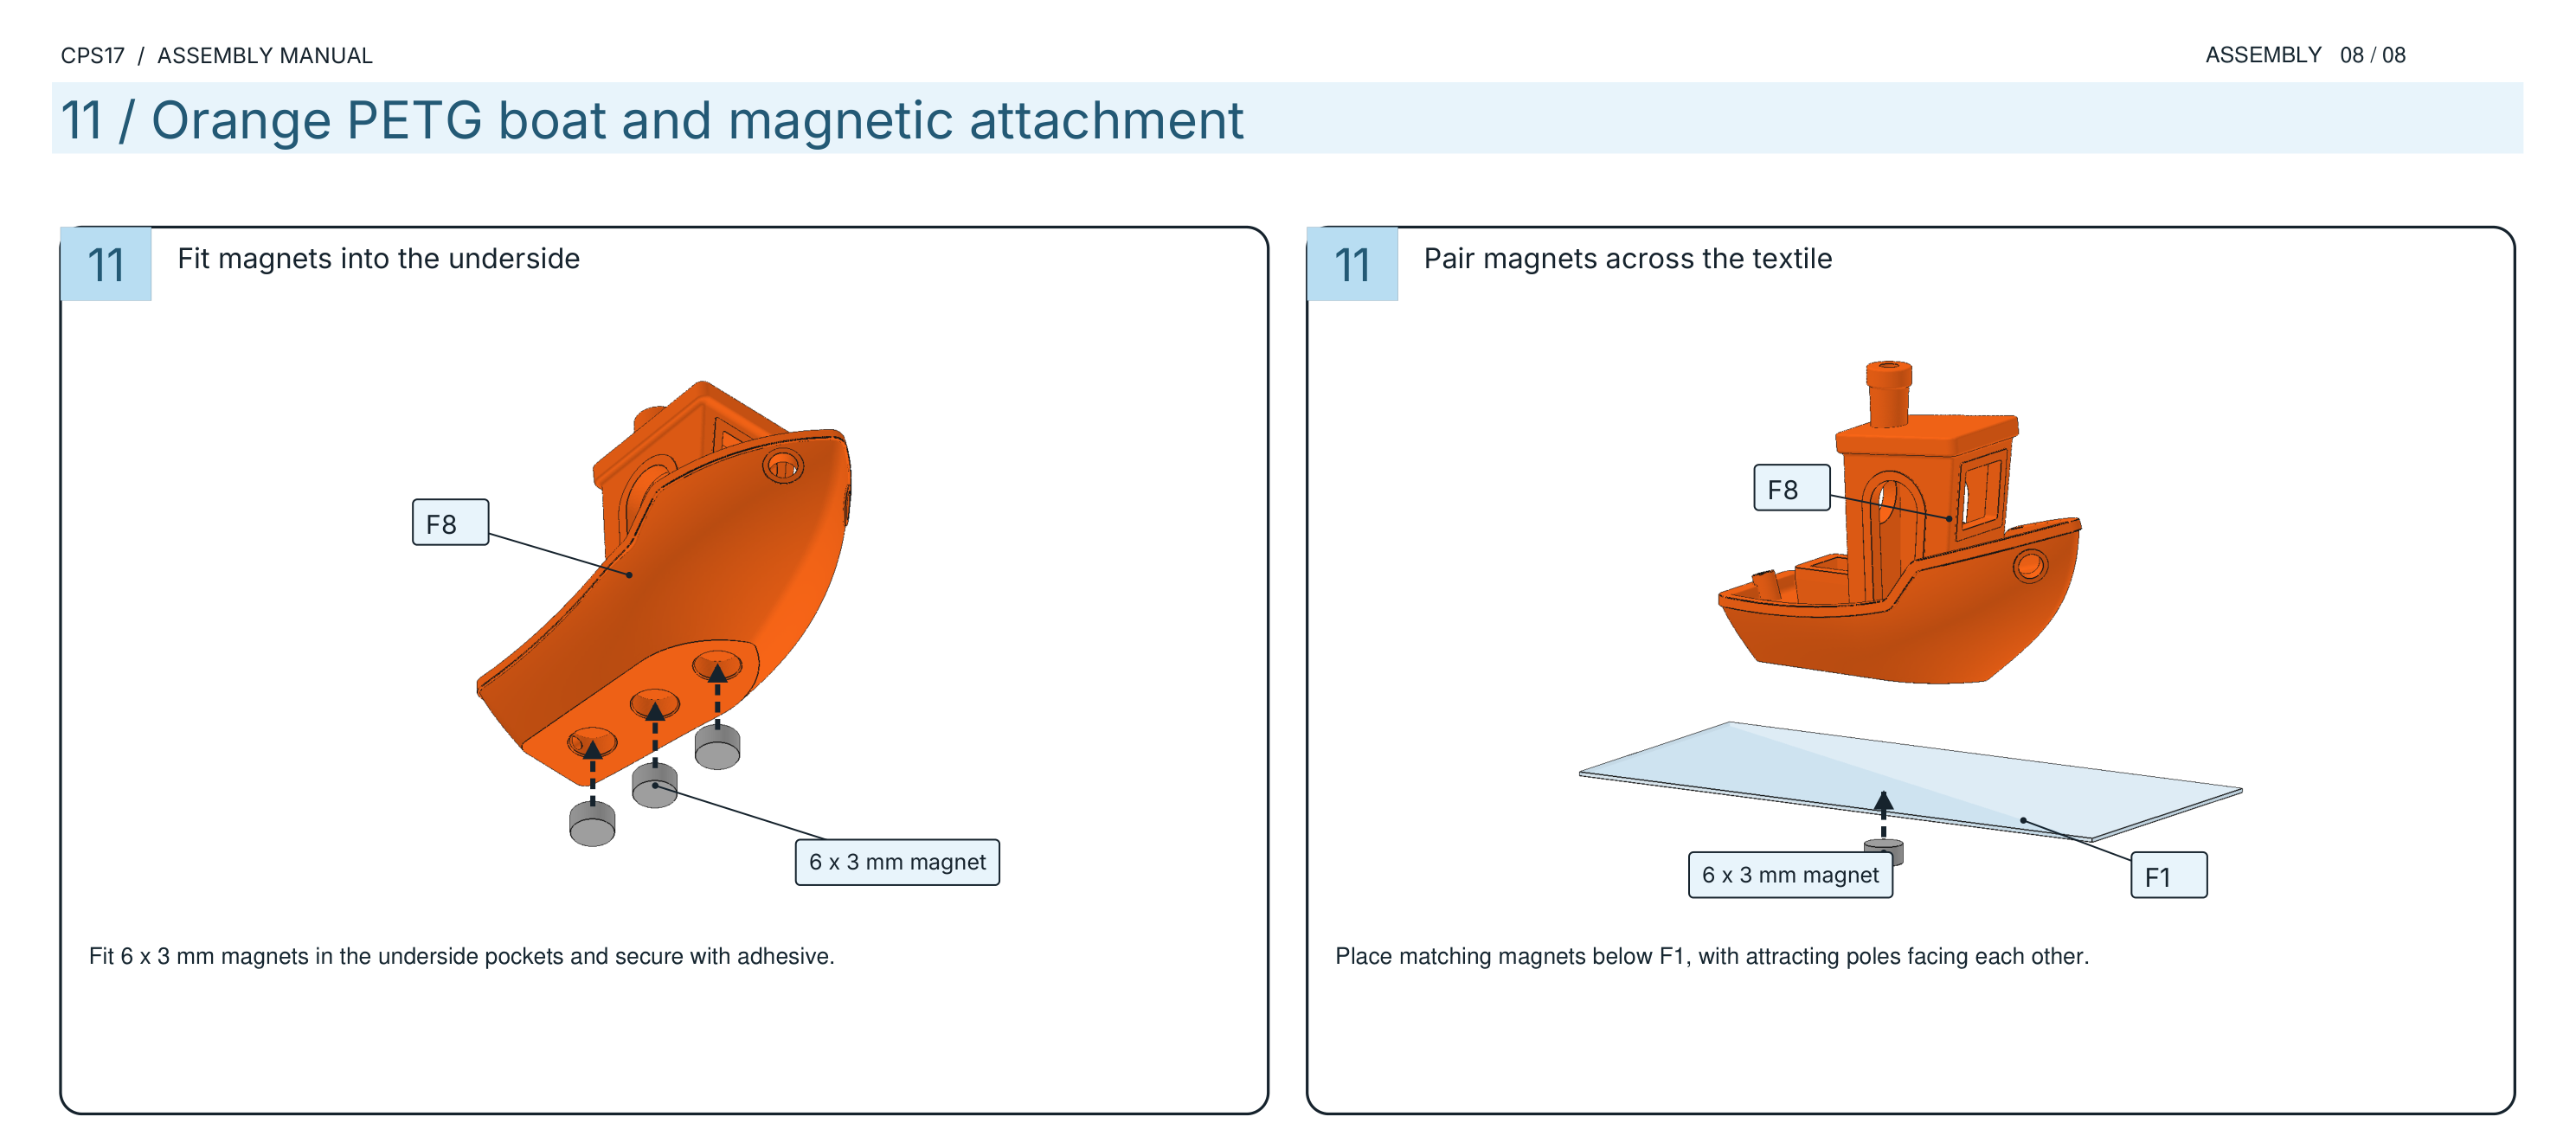 CPS17 / ASSEMBLY MANUAL
ASSEMBLY 08 / 08
11 / Orange PETG boat and magnetic attachment
11 Fit magnets into the underside
F8
6 x 3 mm magnet
Fit 6 x 3 mm magnets in the underside pockets and secure with adhesive.
11 Pair magnets across the textile
F8
6 x 3 mm magnet
F1
Place matching magnets below F1, with attracting poles facing each other.